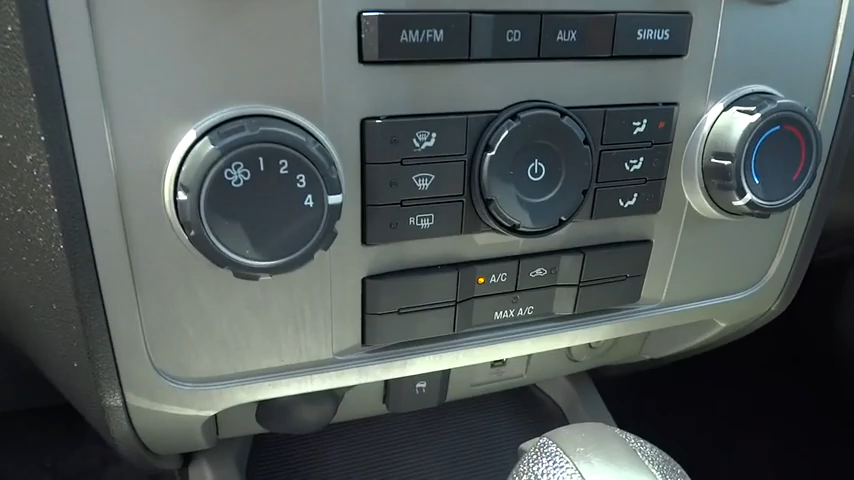 AM/FM CD AUX SIRIUS
1 2 3 4
R
A/C
MAX A/C